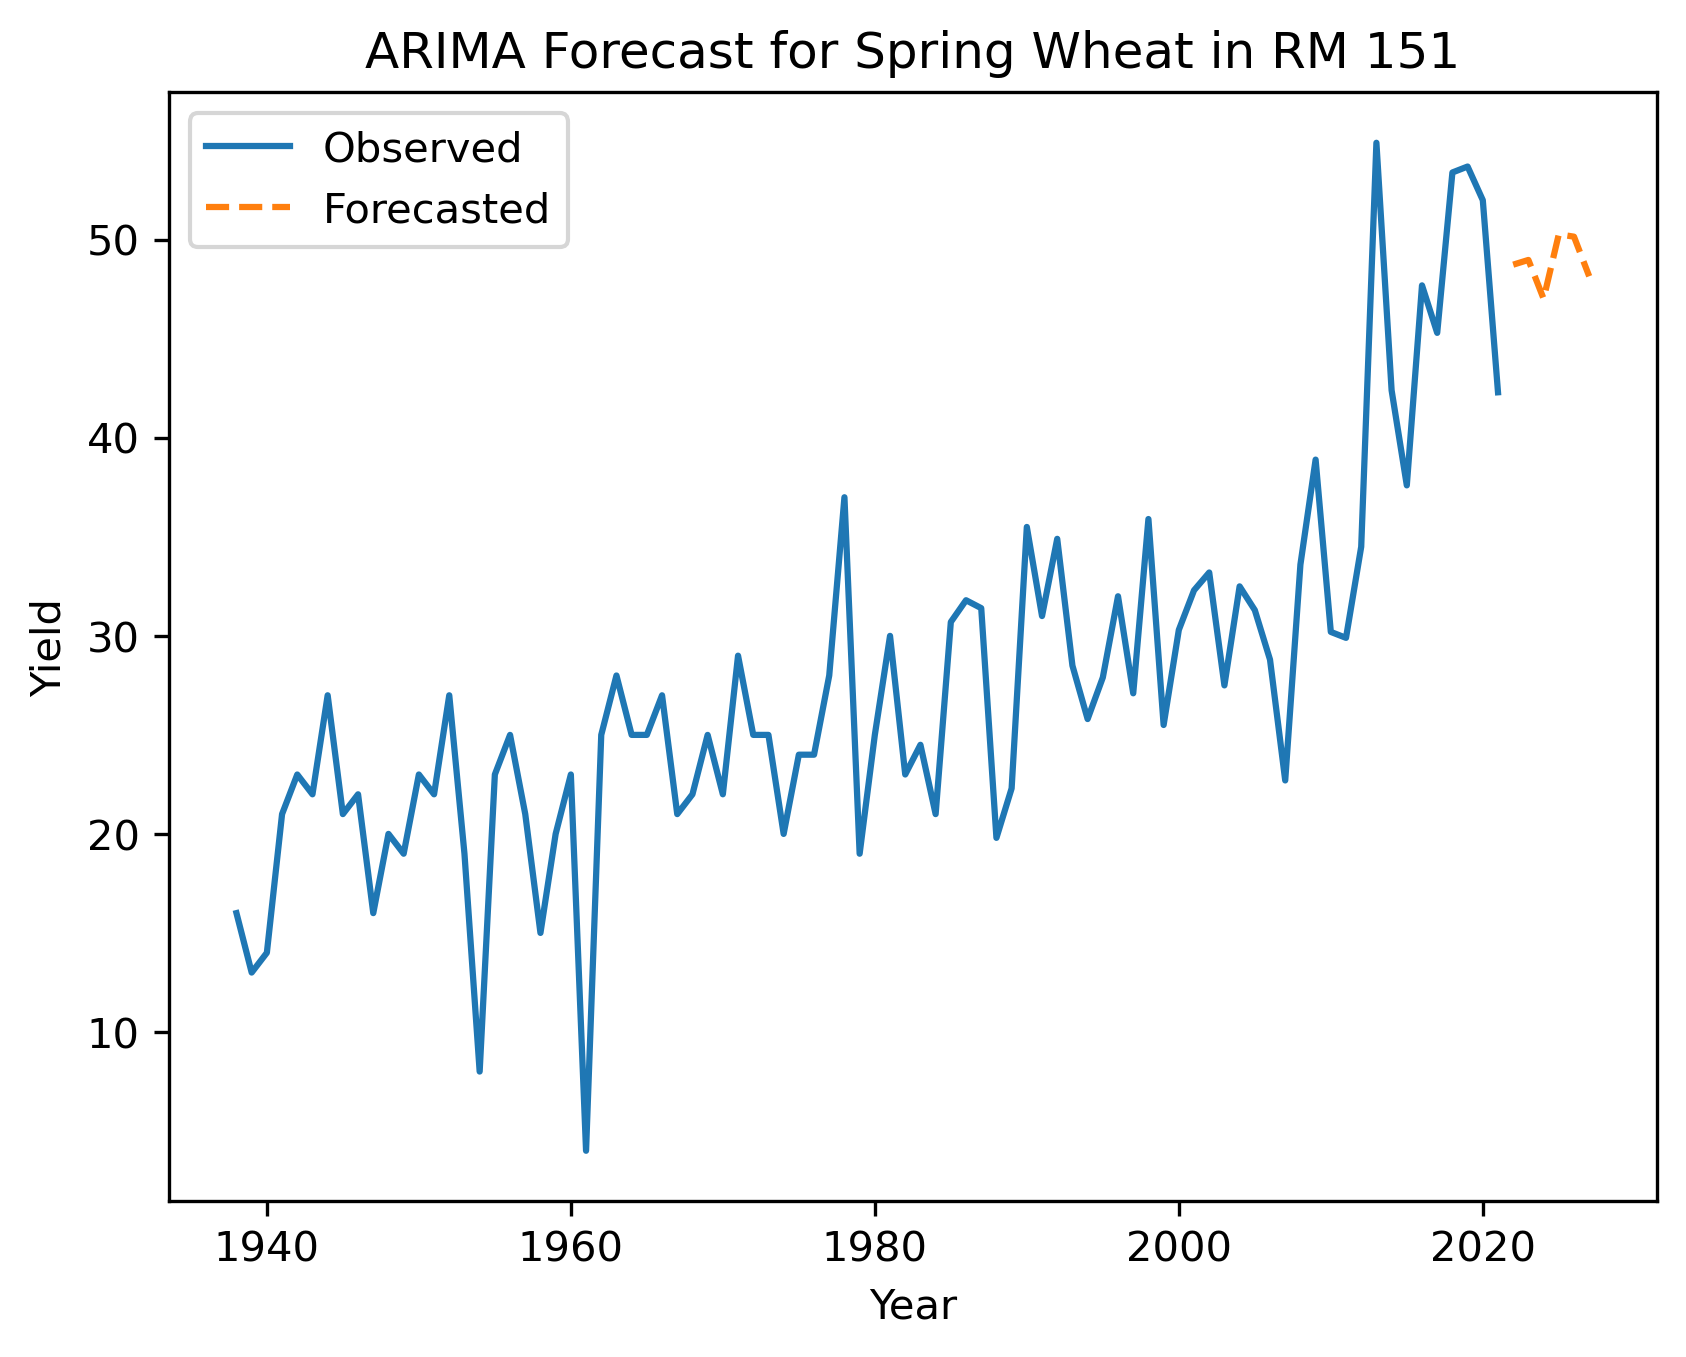 ARIMA Forecast for Spring Wheat in RM 151
Observed
Forecasted
50
40
30
20
10
Yield
1940 1960 1980 2000 2020
Year